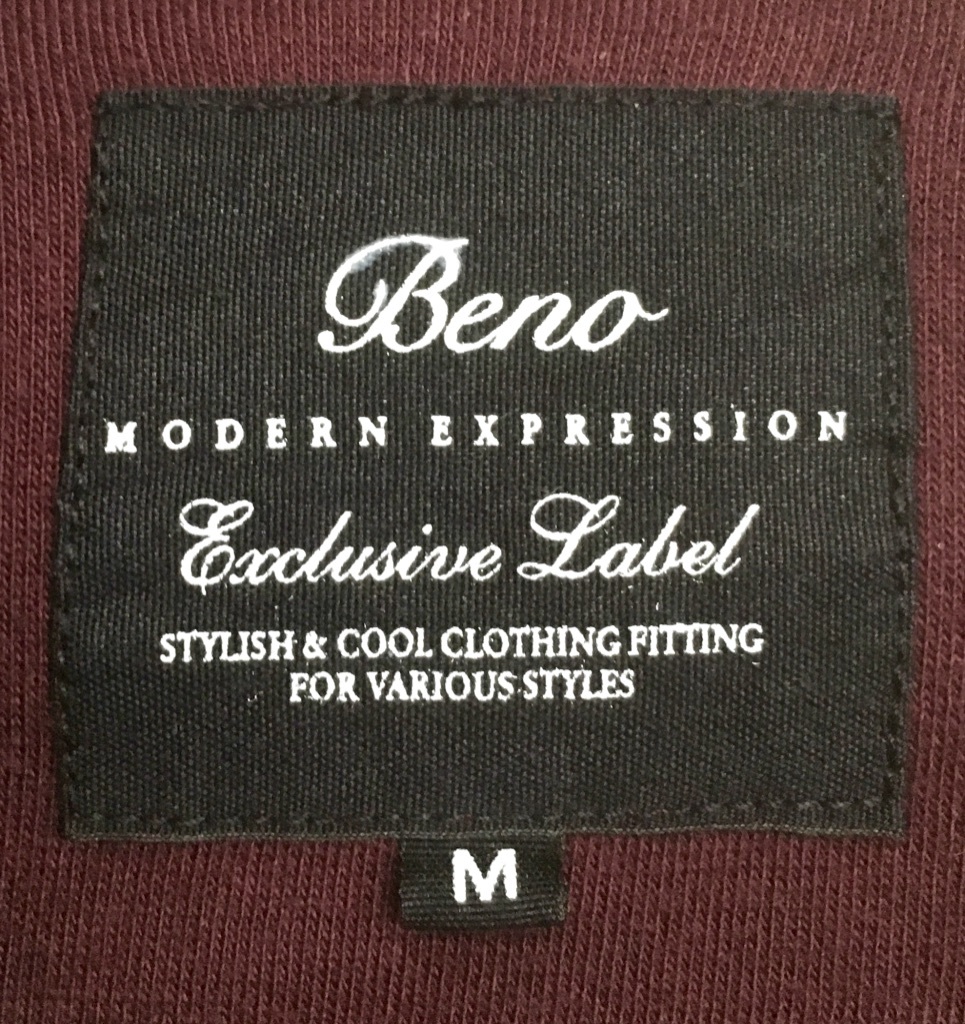 Beno
MODERN EXPRESSION
Exclusive Label
STYLISH & COOL CLOTHING FITTING
FOR VARIOUS STYLES
M